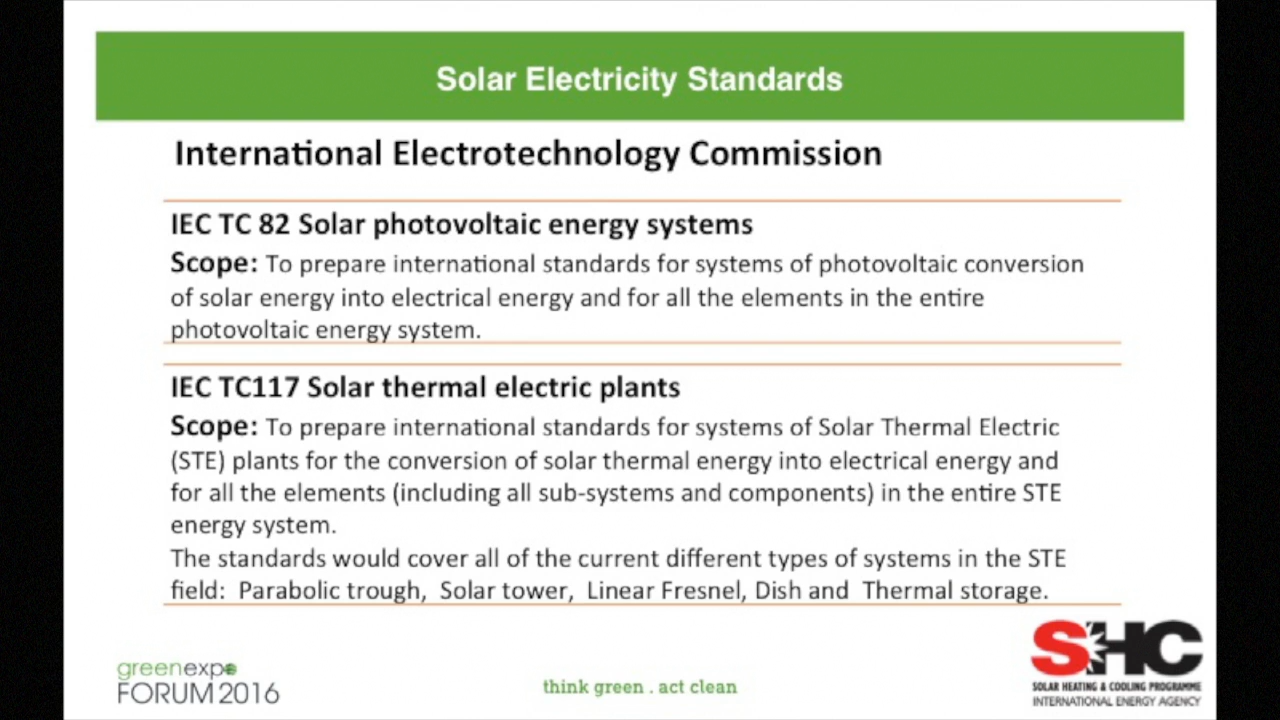 Solar Electricity Standards
International Electrotechnology Commission
IEC TC 82 Solar photovoltaic energy systems
Scope: To prepare international standards for systems of photovoltaic conversion
of solar energy into electrical energy and for all the elements in the entire
photovoltaic energy system.
IEC TC117 Solar thermal electric plants
Scope: To prepare international standards for systems of Solar Thermal Electric
(STE) plants for the conversion of solar thermal energy into electrical energy and
for all the elements (including all sub-systems and components) in the entire STE
energy system.
The standards would cover all of the current different types of systems in the STE
field: Parabolic trough, Solar tower, Linear Fresnel, Dish and Thermal storage.
greenexpo
FORUM 2016
think green . act clean
SHC
SOLAR HEATING & COOLING PROGRAMME
INTERNATIONAL ENERGY AGENCY